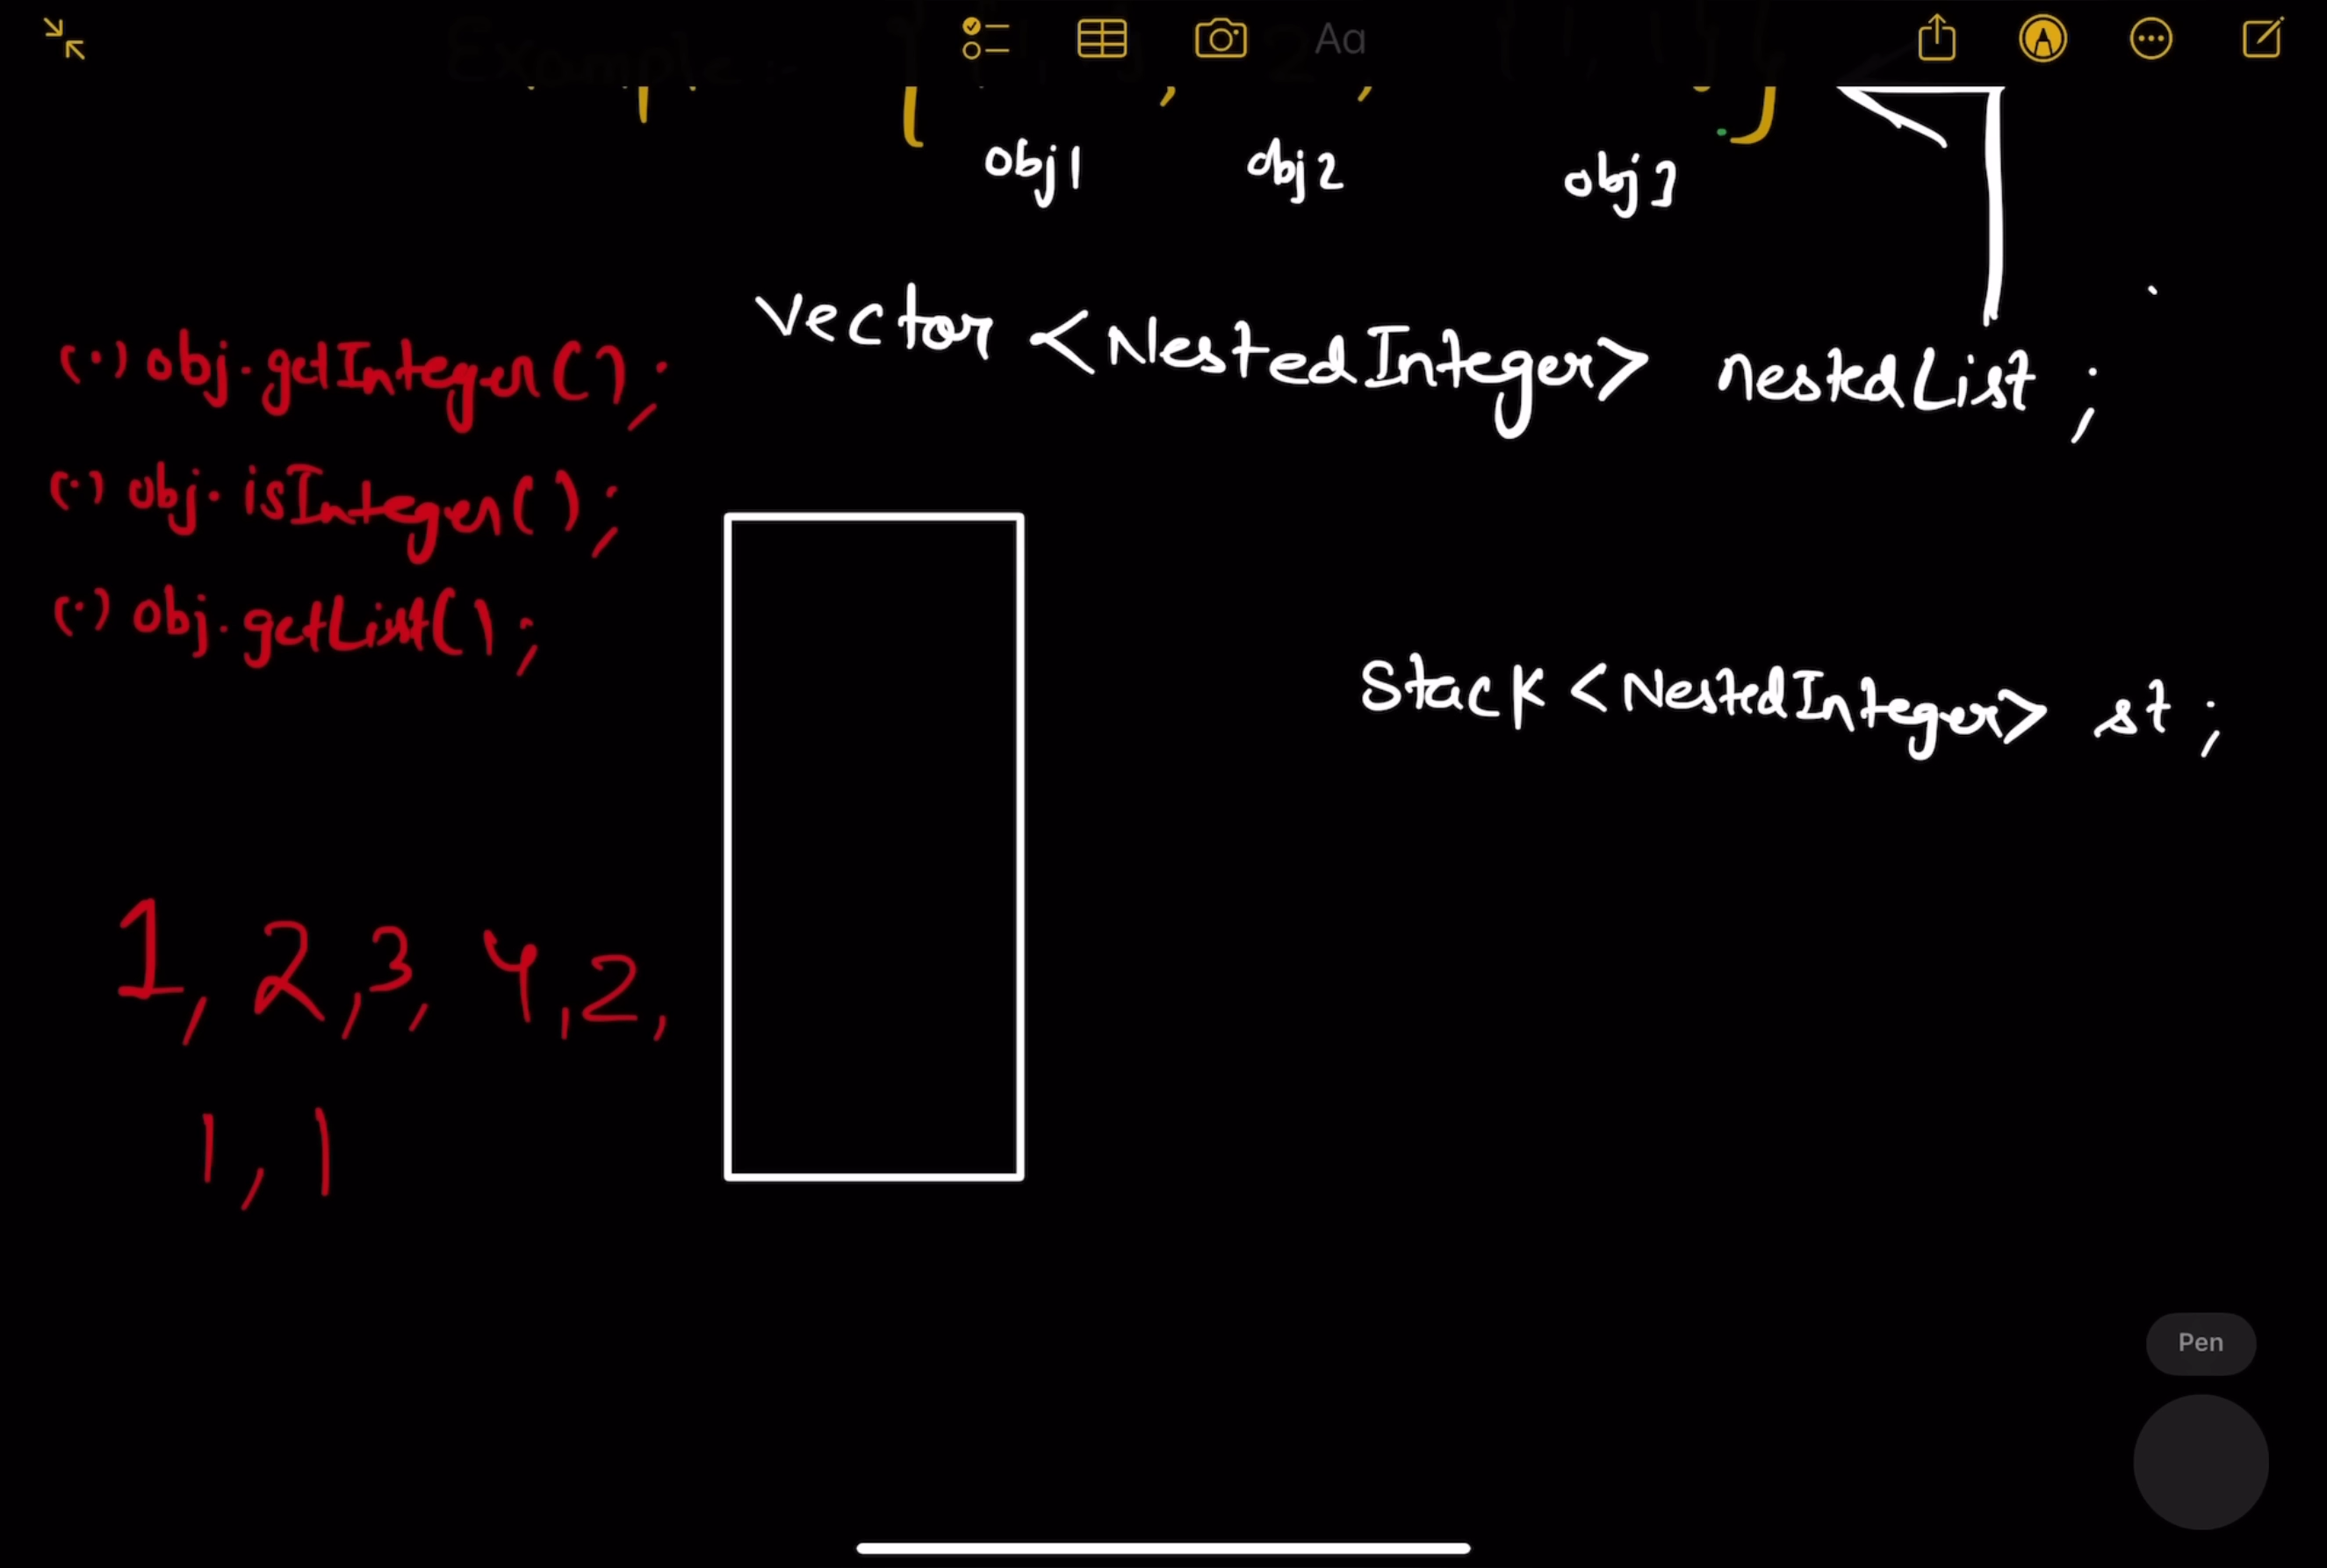 Example :-
obj1 obj2 obj3
vector <NestedInteger> nestedList ;
(·) obj.getInteger();
(·) obj.isInteger();
(·) obj.getList();
Stack <NestedInteger> st ;
1, 2, 3, 4, 2,
1, 1
Aa
Pen